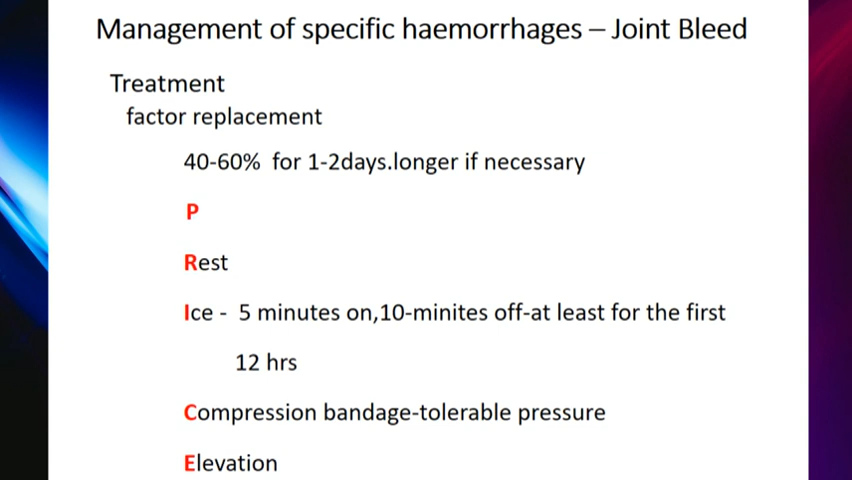 Management of specific haemorrhages – Joint Bleed
Treatment
factor replacement
40-60% for 1-2days.longer if necessary
P
Rest
Ice - 5 minutes on,10-minites off-at least for the first
12 hrs
Compression bandage-tolerable pressure
Elevation